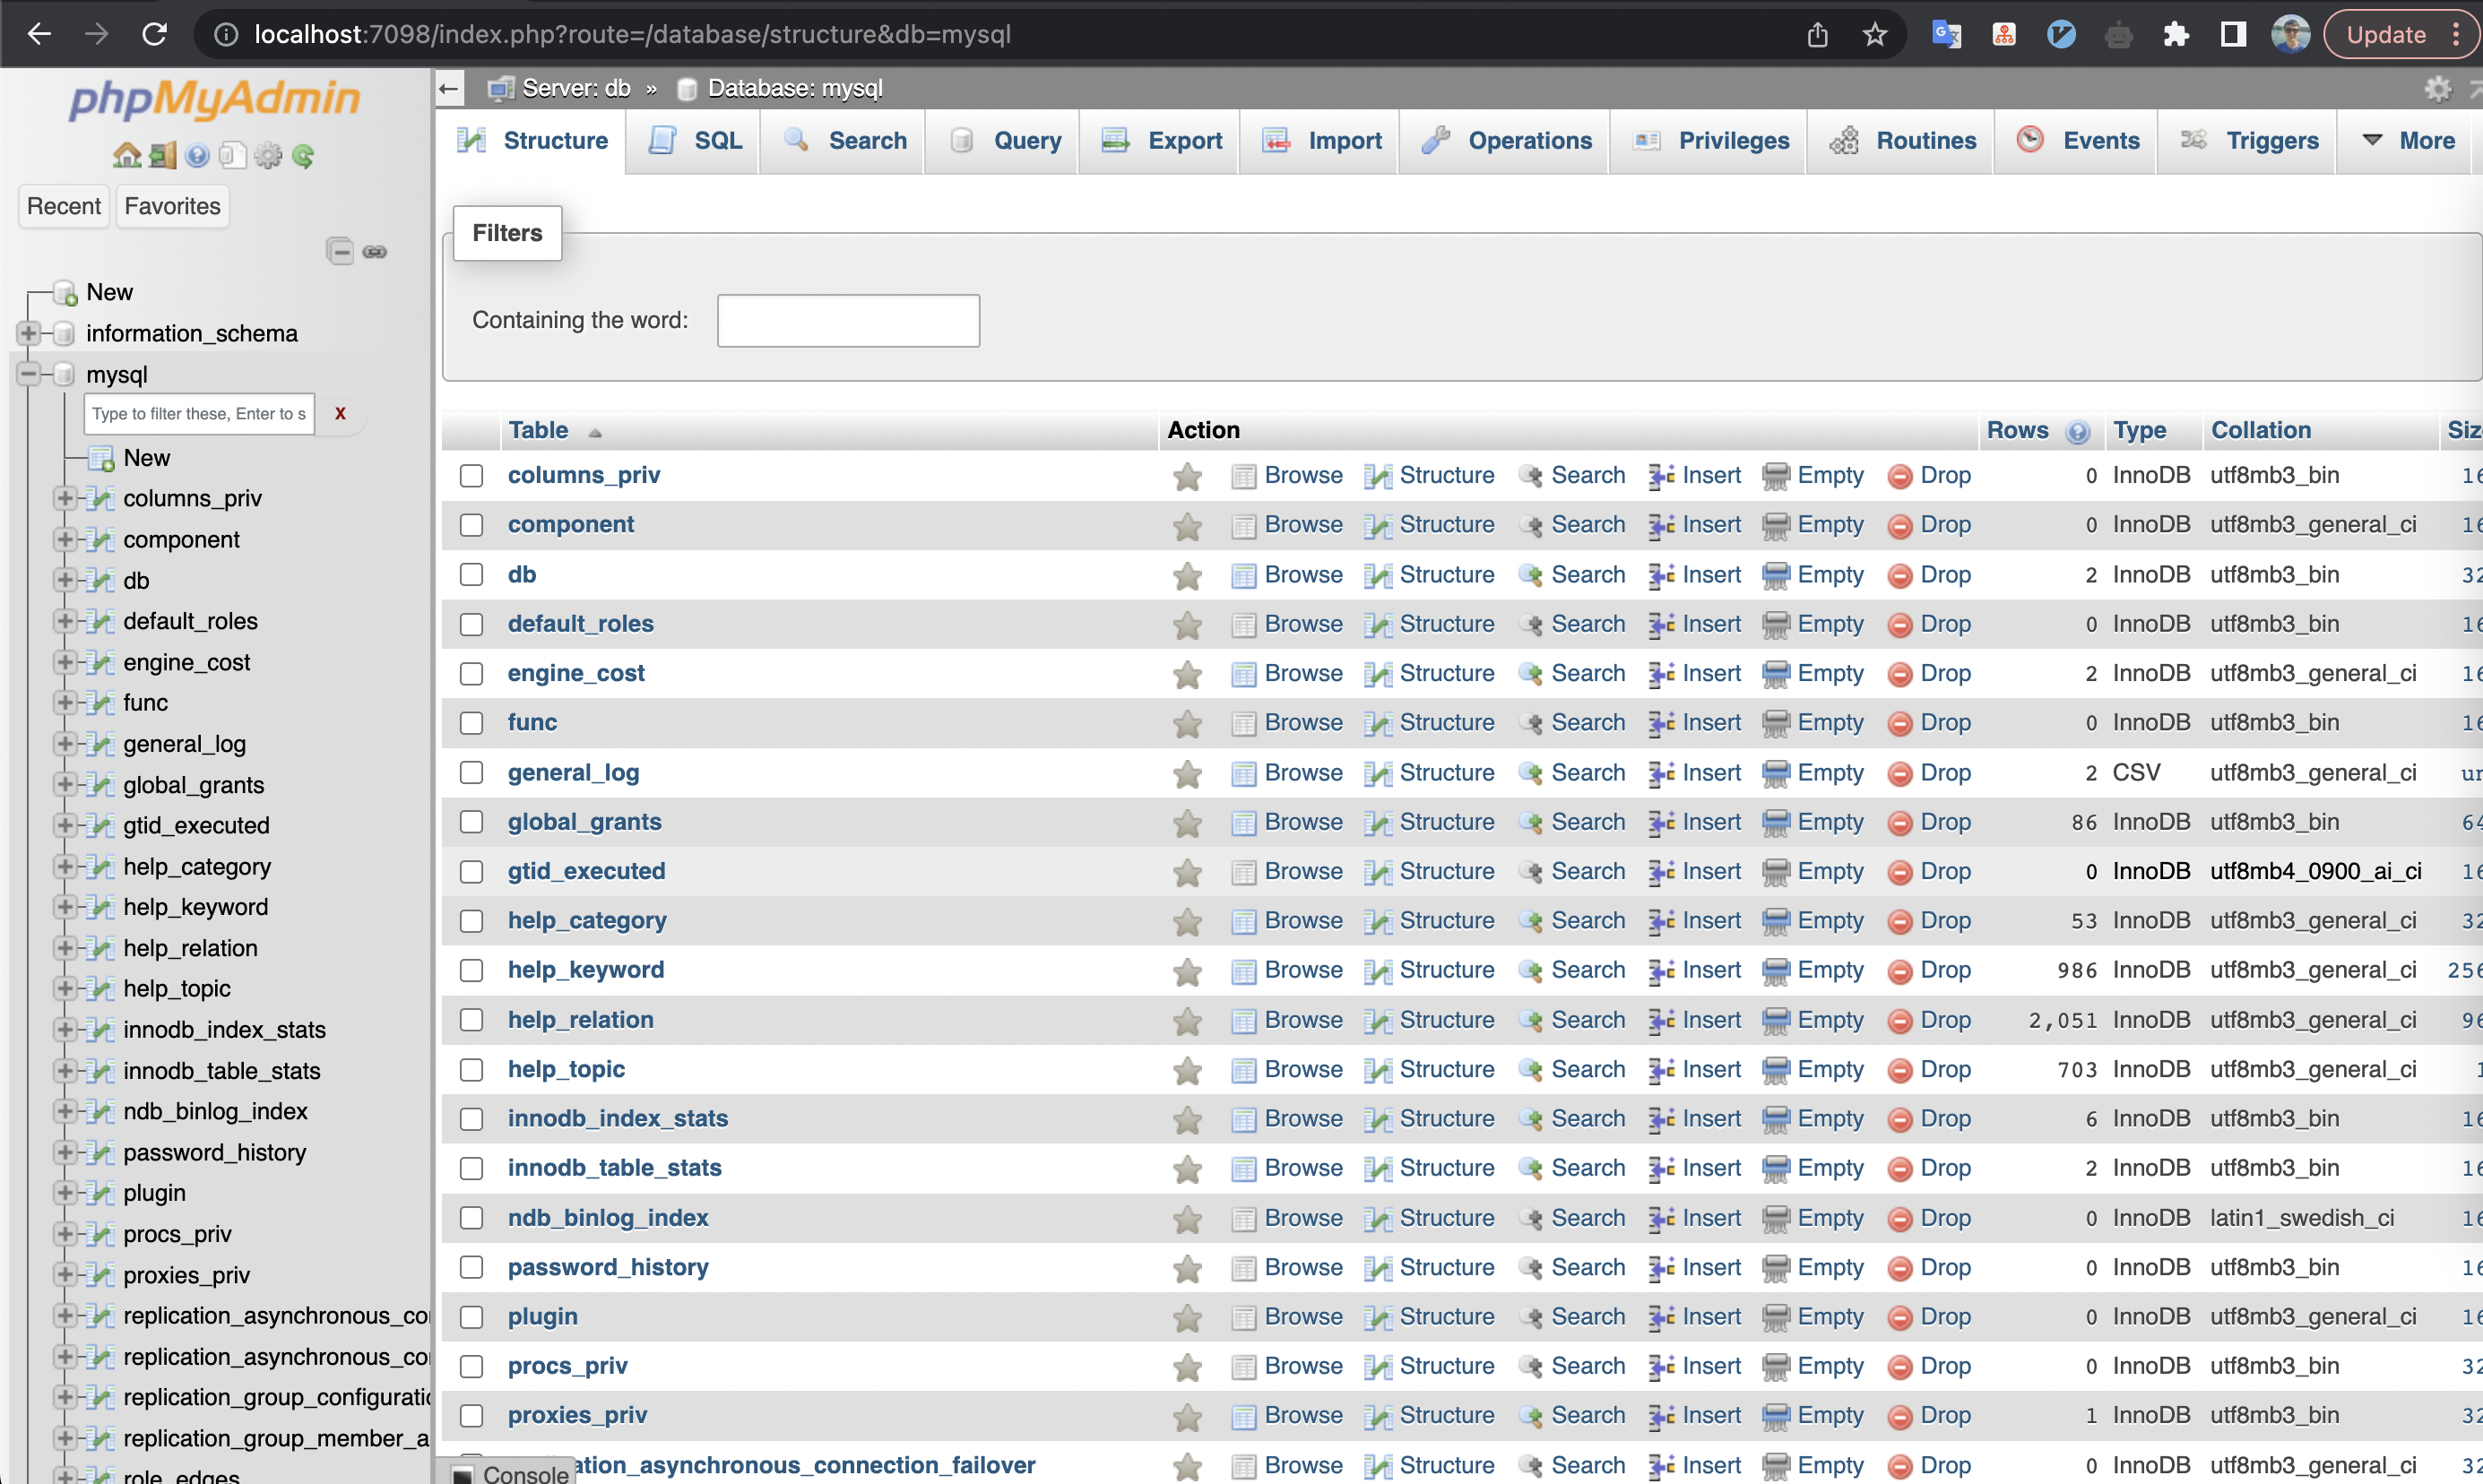 localhost:7098/index.php?route=/database/structure&db=mysql
Update
phpMyAdmin
Recent
Favorites
New
information_schema
mysql
Type to filter these, Enter to s
X
New
columns_priv
component
db
default_roles
engine_cost
func
general_log
global_grants
gtid_executed
help_category
help_keyword
help_relation
help_topic
innodb_index_stats
innodb_table_stats
ndb_binlog_index
password_history
plugin
procs_priv
proxies_priv
replication_asynchronous_co
replication_asynchronous_co
replication_group_configuratio
replication_group_member_a
role_edges
Server: db » Database: mysql
Structure SQL Search Query Export Import Operations Privileges Routines Events Triggers More
Filters
Containing the word:
Table Action Rows Type Collation Siz
columns_priv Browse Structure Search Insert Empty Drop 0 InnoDB utf8mb3_bin 16
component Browse Structure Search Insert Empty Drop 0 InnoDB utf8mb3_general_ci 16
db Browse Structure Search Insert Empty Drop 2 InnoDB utf8mb3_bin 32
default_roles Browse Structure Search Insert Empty Drop 0 InnoDB utf8mb3_bin 16
engine_cost Browse Structure Search Insert Empty Drop 2 InnoDB utf8mb3_general_ci 16
func Browse Structure Search Insert Empty Drop 0 InnoDB utf8mb3_bin 16
general_log Browse Structure Search Insert Empty Drop 2 CSV utf8mb3_general_ci un
global_grants Browse Structure Search Insert Empty Drop 86 InnoDB utf8mb3_bin 64
gtid_executed Browse Structure Search Insert Empty Drop 0 InnoDB utf8mb4_0900_ai_ci 16
help_category Browse Structure Search Insert Empty Drop 53 InnoDB utf8mb3_general_ci 32
help_keyword Browse Structure Search Insert Empty Drop 986 InnoDB utf8mb3_general_ci 256
help_relation Browse Structure Search Insert Empty Drop 2,051 InnoDB utf8mb3_general_ci 96
help_topic Browse Structure Search Insert Empty Drop 703 InnoDB utf8mb3_general_ci 1
innodb_index_stats Browse Structure Search Insert Empty Drop 6 InnoDB utf8mb3_bin 16
innodb_table_stats Browse Structure Search Insert Empty Drop 2 InnoDB utf8mb3_bin 16
ndb_binlog_index Browse Structure Search Insert Empty Drop 0 InnoDB latin1_swedish_ci 16
password_history Browse Structure Search Insert Empty Drop 0 InnoDB utf8mb3_bin 16
plugin Browse Structure Search Insert Empty Drop 0 InnoDB utf8mb3_general_ci 16
procs_priv Browse Structure Search Insert Empty Drop 0 InnoDB utf8mb3_bin 32
proxies_priv Browse Structure Search Insert Empty Drop 1 InnoDB utf8mb3_bin 32
ation_asynchronous_connection_failover Browse Structure Search Insert Empty Drop 0 InnoDB utf8mb3_general_ci 32
Console